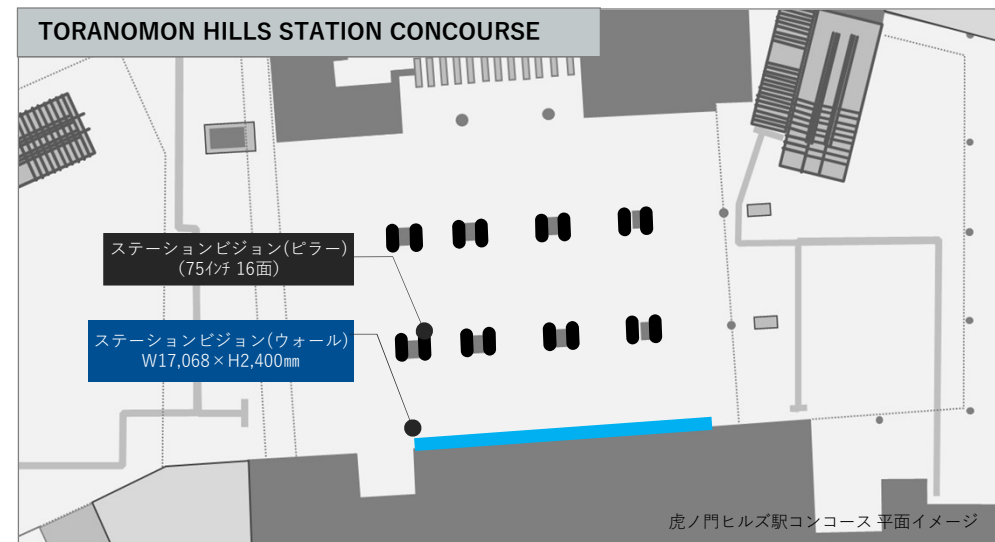 TORANOMON HILLS STATION CONCOURSE
ステーションビジョン(ピラー)
(75インチ 16面)
ステーションビジョン(ウォール)
W17,068×H2,400㎜
虎ノ門ヒルズ駅コンコース 平面イメージ